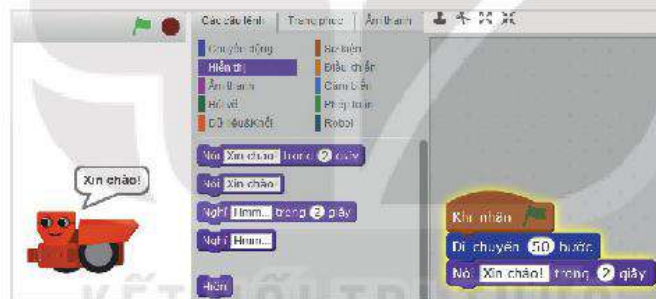 Các câu lệnh Trang phục Âm thanh
Chuyển động Sự kiện
Hiển thị Điều khiển
Âm thanh Cảm biến
Bút vẽ Phép toán
Dữ liệu&Khối Robot
Nói Xin chào! trong 2 giây
Nói Xin chào!
Nghĩ Hmm... trong 2 giây
Nghĩ Hmm...
Hiện
Xin chào!
Khi nhấn
Di chuyển 50 bước
Nói Xin chào! trong 2 giây
KẾT NỐI TRI